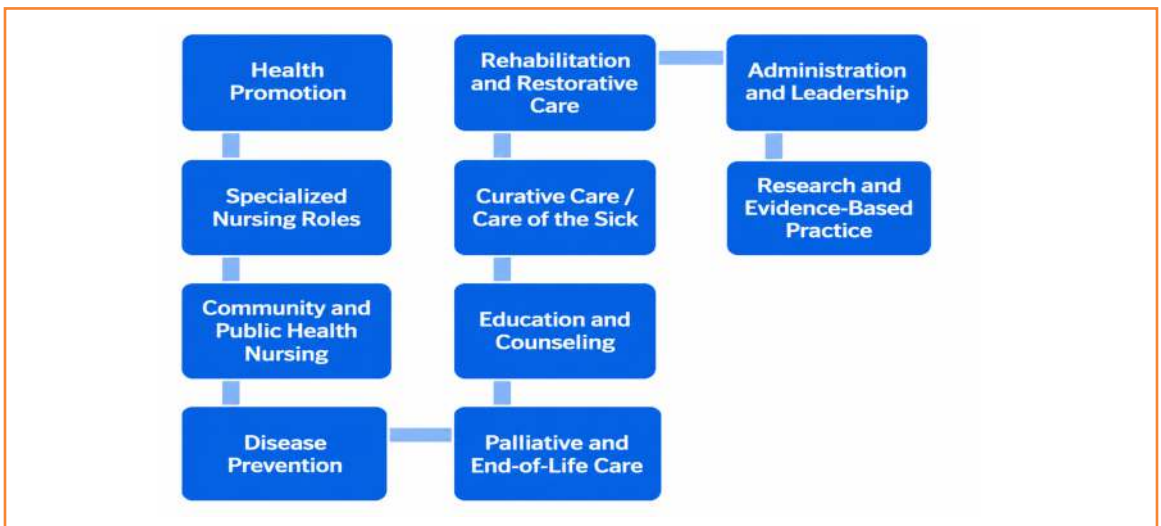 Health
Promotion
Specialized
Nursing Roles
Community and
Public Health
Nursing
Disease
Prevention
Palliative and
End-of-Life Care
Education and
Counseling
Curative Care /
Care of the Sick
Rehabilitation
and Restorative
Care
Administration
and Leadership
Research and
Evidence-Based
Practice